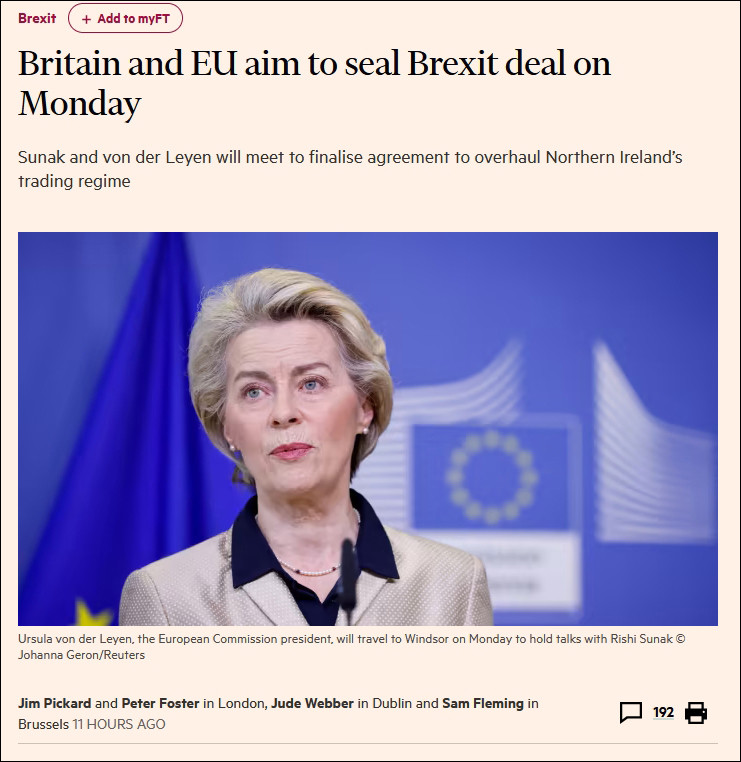 Brexit + Add to myFT
Britain and EU aim to seal Brexit deal on
Monday
Sunak and von der Leyen will meet to finalise agreement to overhaul Northern Ireland’s
trading regime
Ursula von der Leyen, the European Commission president, will travel to Windsor on Monday to hold talks with Rishi Sunak ©
Johanna Geron/Reuters
Jim Pickard and Peter Foster in London, Jude Webber in Dublin and Sam Fleming in
Brussels 11 HOURS AGO
192